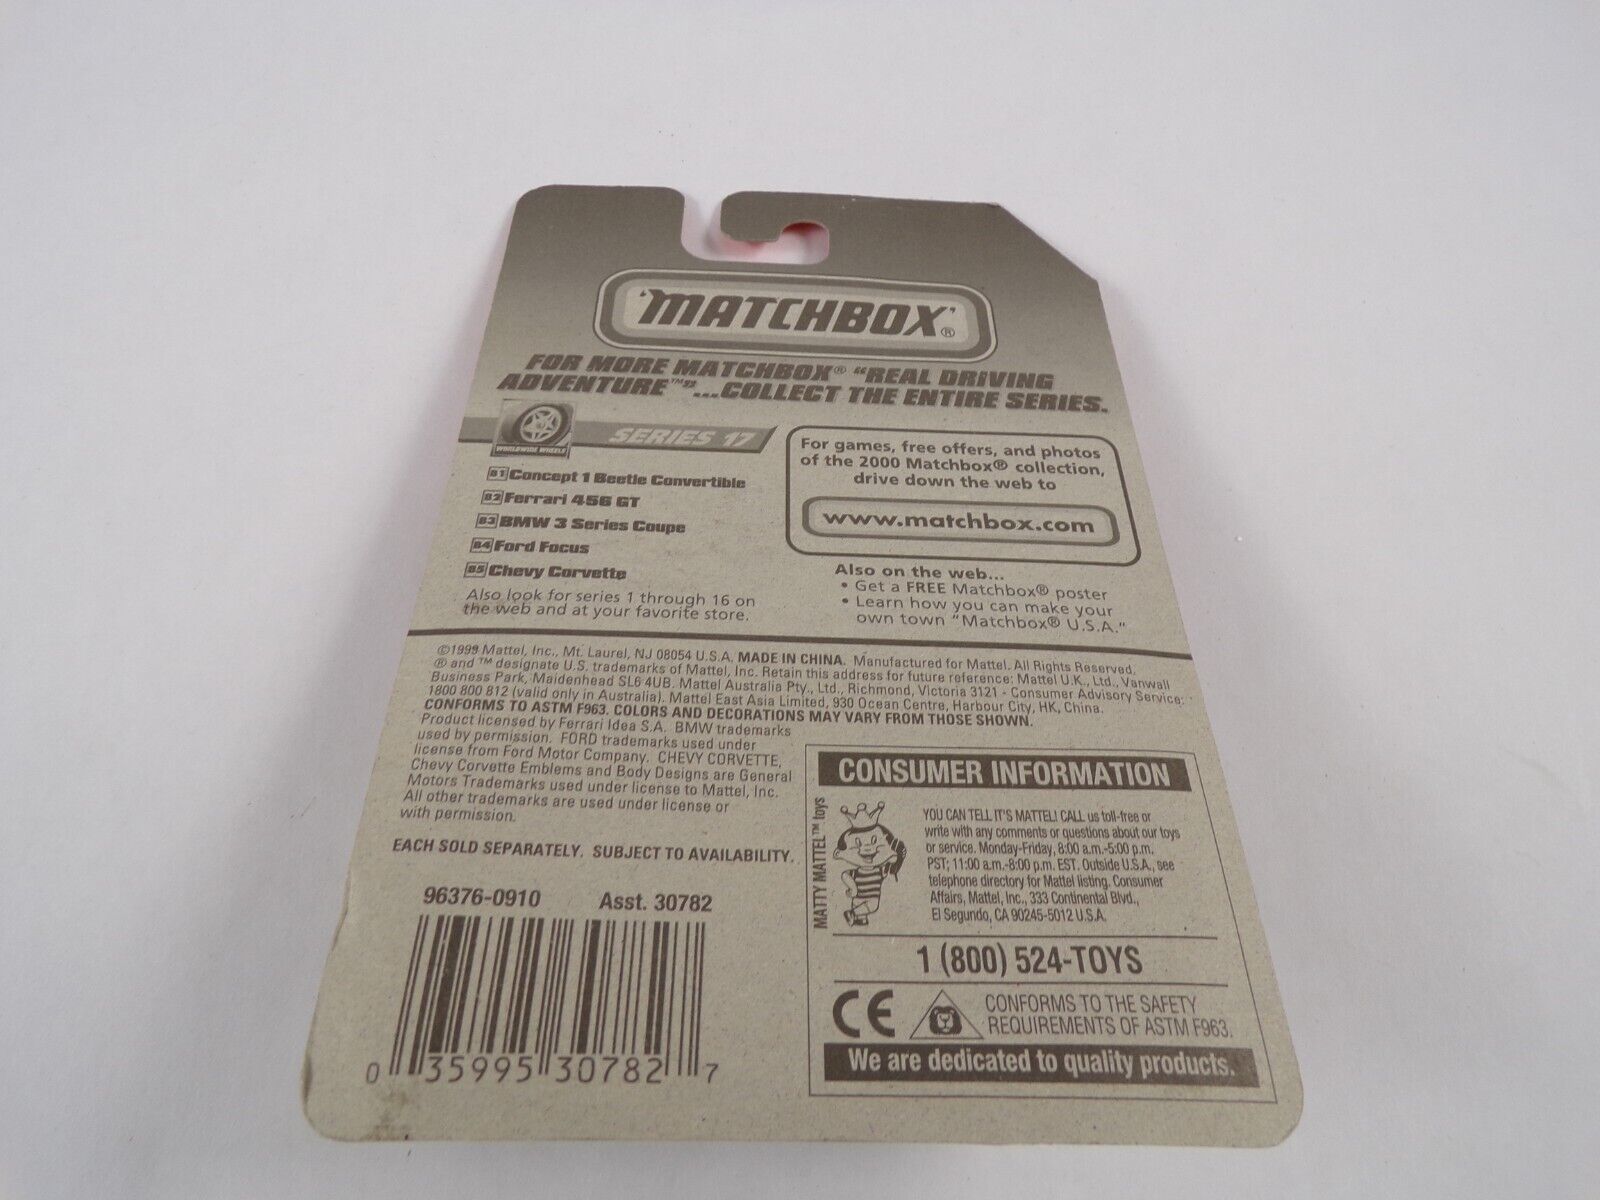 'MATCHBOX'®
FOR MORE MATCHBOX® "REAL DRIVING
ADVENTURE™"...COLLECT THE ENTIRE SERIES.
WORLDWIDE WHEELS
SERIES 17
81 Concept 1 Beetle Convertible
82 Ferrari 456 GT
83 BMW 3 Series Coupe
84 Ford Focus
85 Chevy Corvette
Also look for series 1 through 16 on
the web and at your favorite store.
For games, free offers, and photos
of the 2000 Matchbox® collection,
drive down the web to
www.matchbox.com
Also on the web...
• Get a FREE Matchbox® poster
• Learn how you can make your
own town "Matchbox® U.S.A."
©1999 Mattel, Inc., Mt. Laurel, NJ 08054 U.S.A. MADE IN CHINA. Manufactured for Mattel. All Rights Reserved.
® and ™ designate U.S. trademarks of Mattel, Inc. Retain this address for future reference: Mattel U.K., Ltd., Vanwall
Business Park, Maidenhead SL6 4UB. Mattel Australia Pty., Ltd., Richmond, Victoria 3121 - Consumer Advisory Service:
1800 800 812 (valid only in Australia). Mattel East Asia Limited, 930 Ocean Centre, Harbour City, HK, China.
CONFORMS TO ASTM F963. COLORS AND DECORATIONS MAY VARY FROM THOSE SHOWN.
Product licensed by Ferrari Idea S.A. BMW trademarks
used by permission. FORD trademarks used under
license from Ford Motor Company. CHEVY CORVETTE,
Chevy Corvette Emblems and Body Designs are General
Motors Trademarks used under license to Mattel, Inc.
All other trademarks are used under license or
with permission.
EACH SOLD SEPARATELY. SUBJECT TO AVAILABILITY.
96376-0910 Asst. 30782
0 35995 30782 7
CONSUMER INFORMATION
MATTY MATTEL™ toys
YOU CAN TELL IT'S MATTEL! CALL us toll-free or
write with any comments or questions about our toys
or service. Monday-Friday, 8:00 a.m.-5:00 p.m.
PST; 11:00 a.m.-8:00 p.m. EST. Outside U.S.A., see
telephone directory for Mattel listing. Consumer
Affairs, Mattel, Inc., 333 Continental Blvd.,
El Segundo, CA 90245-5012 U.S.A.
1 (800) 524-TOYS
CE
CONFORMS TO THE SAFETY
REQUIREMENTS OF ASTM F963.
We are dedicated to quality products.